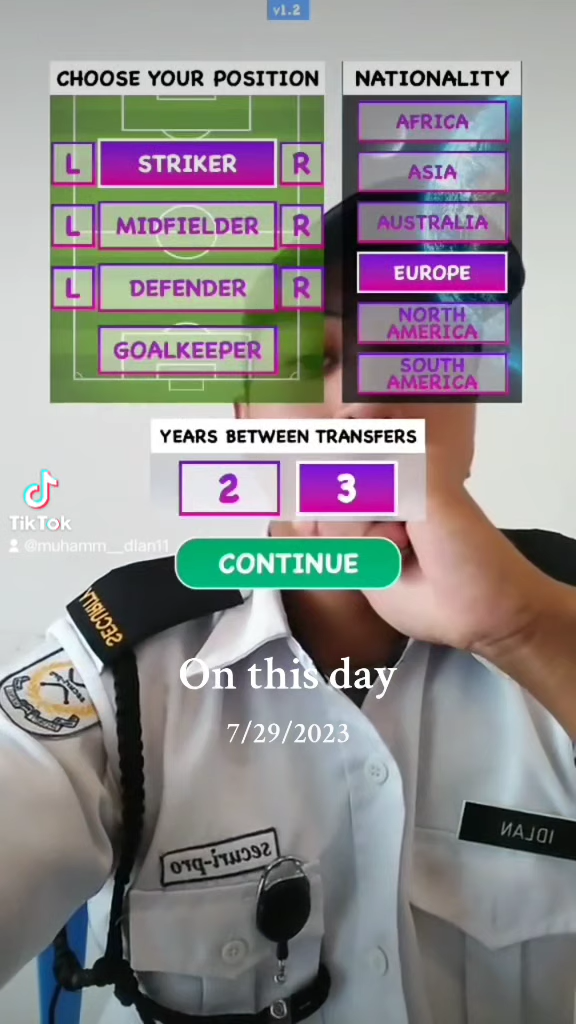 v1.2
CHOOSE YOUR POSITION
L STRIKER R
L MIDFIELDER R
L DEFENDER R
GOALKEEPER
NATIONALITY
AFRICA
ASIA
AUSTRALIA
EUROPE
NORTH
AMERICA
SOUTH
AMERICA
YEARS BETWEEN TRANSFERS
2 3
CONTINUE
TikTok
@muhamm__dlan11
On this day
7/29/2023
SECURITY
securi-pro
IDLAN